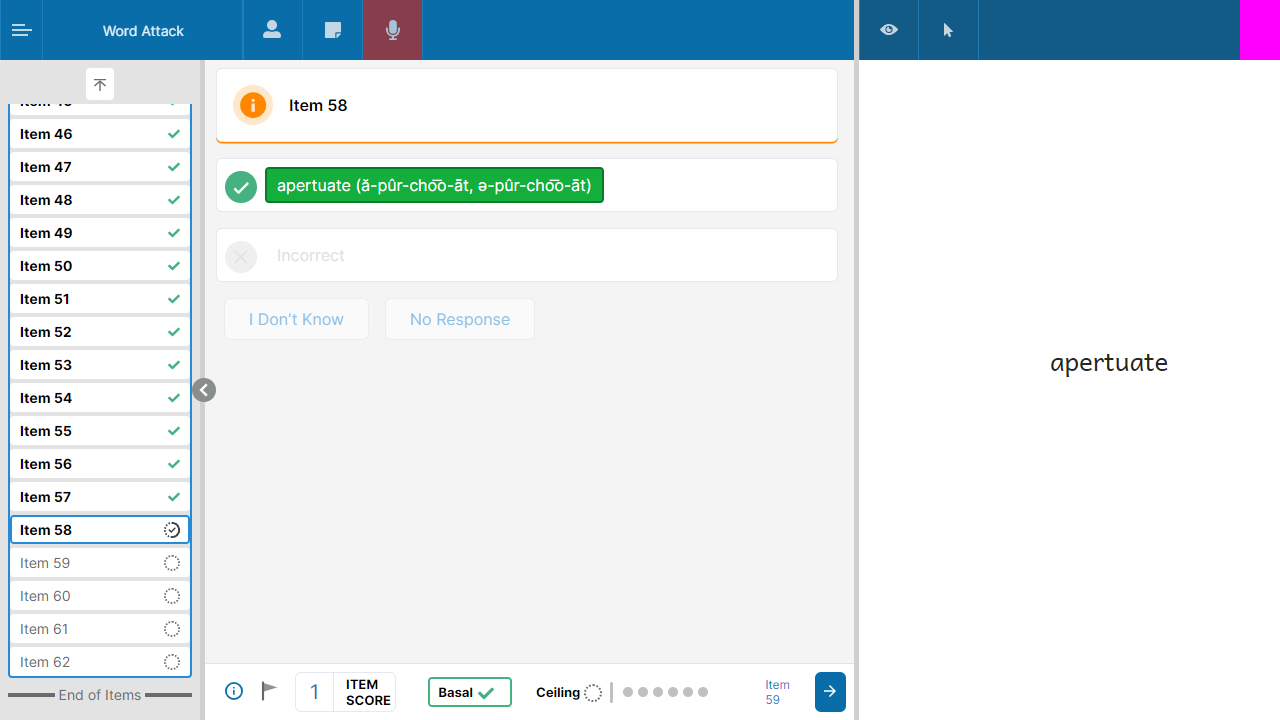 Word Attack
Item 46
Item 47
Item 48
Item 49
Item 50
Item 51
Item 52
Item 53
Item 54
Item 55
Item 56
Item 57
Item 58
Item 59
Item 60
Item 61
Item 62
End of Items
Item 58
apertuate (ă-pûr-cho͞o-āt, ə-pûr-cho͞o-āt)
Incorrect
I Don't Know
No Response
1
ITEM
SCORE
Basal
Ceiling
Item
59
apertuate